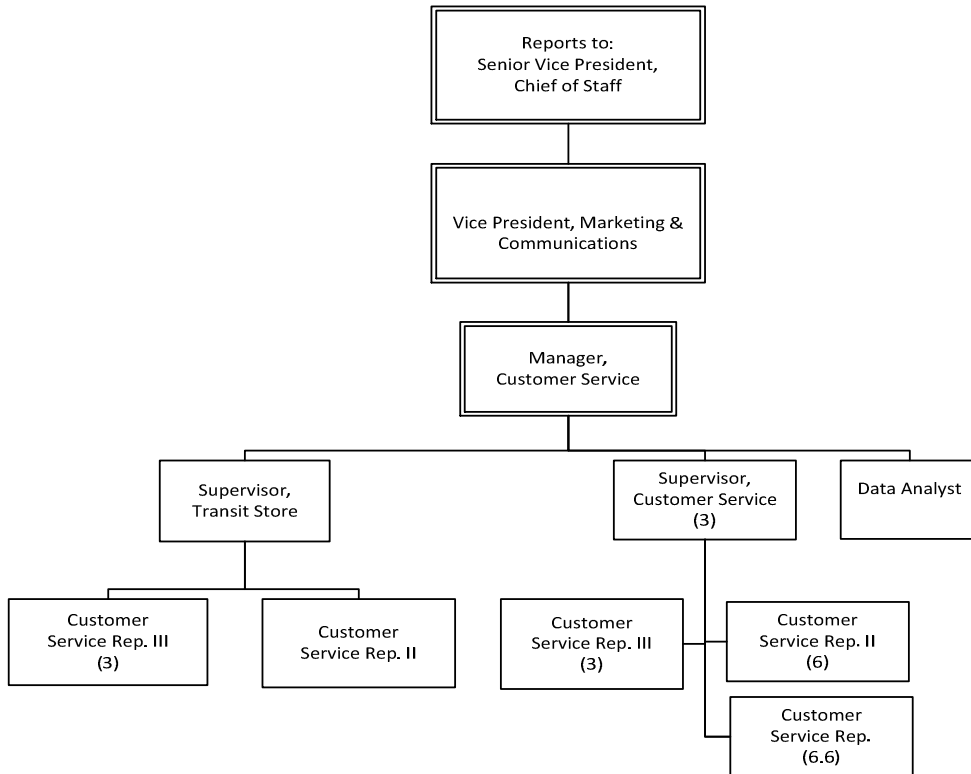 Reports to:
Senior Vice President,
Chief of Staff
Vice President, Marketing &
Communications
Manager,
Customer Service
Supervisor,
Transit Store
Supervisor,
Customer Service
(3)
Data Analyst
Customer
Service Rep. III
(3)
Customer
Service Rep. II
Customer
Service Rep. III
(3)
Customer
Service Rep. II
(6)
Customer
Service Rep.
(6.6)